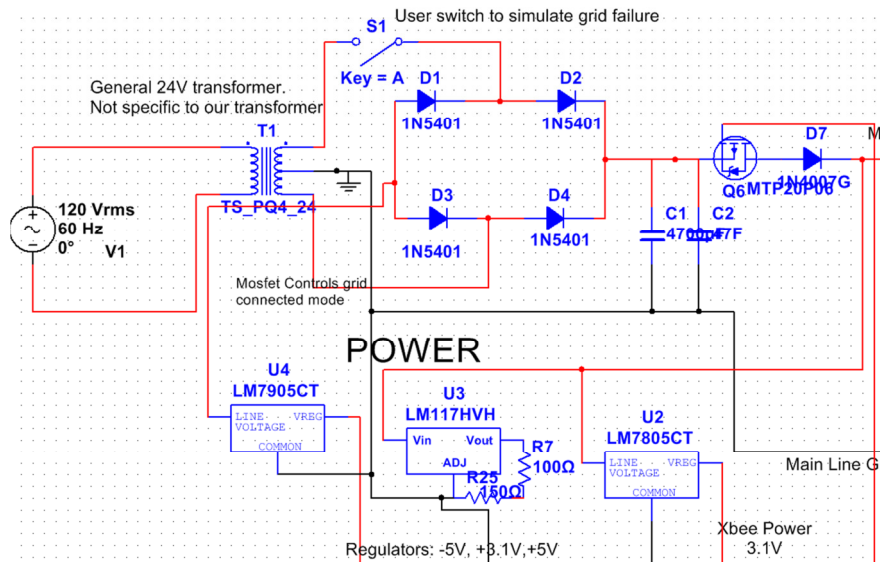 User switch to simulate grid failure
S1
Key = A
General 24V transformer.
Not specific to our transformer
T1
TS_PQ4_24
D1
1N5401
D2
1N5401
D3
1N5401
D4
1N5401
D7
1N4007G
M
Q6
MTP20P06
C1
C2
120 Vrms
60 Hz
0°
V1
Mosfet Controls grid
connected mode
POWER
U4
LM7905CT
LINE VREG
VOLTAGE
COMMON
U3
LM117HVH
Vin Vout
ADJ
R7
100Ω
R25
150Ω
U2
LM7805CT
LINE VREG
VOLTAGE
COMMON
Main Line G
Xbee Power
3.1V
Regulators: -5V, +3.1V,+5V